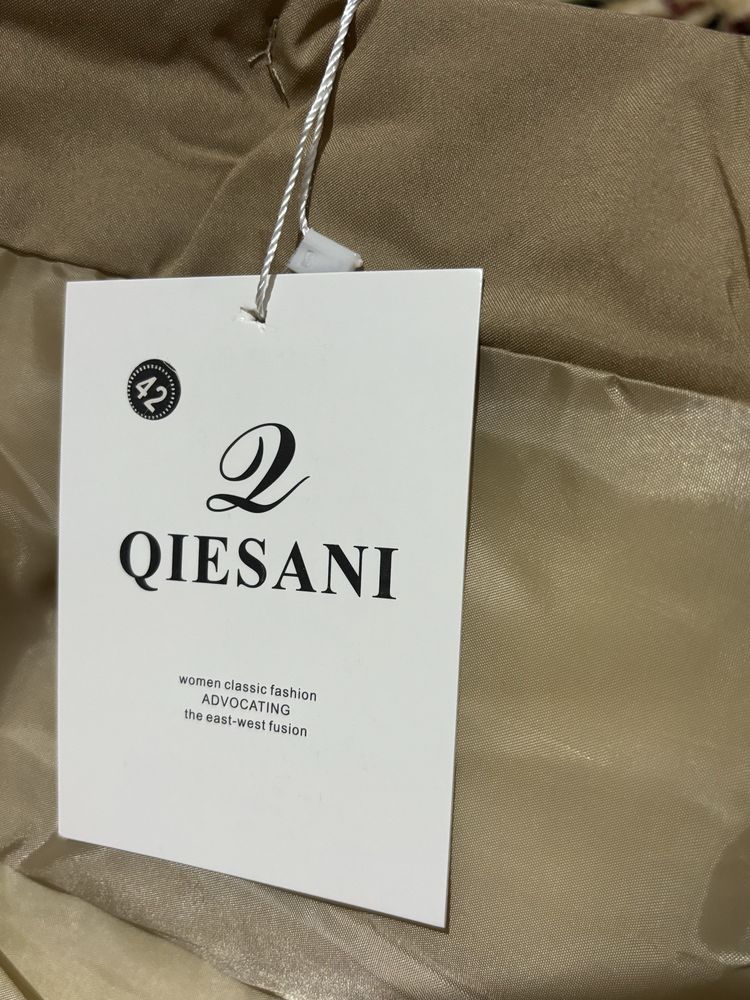 42
Q
QIESANI
women classic fashion
ADVOCATING
the east-west fusion